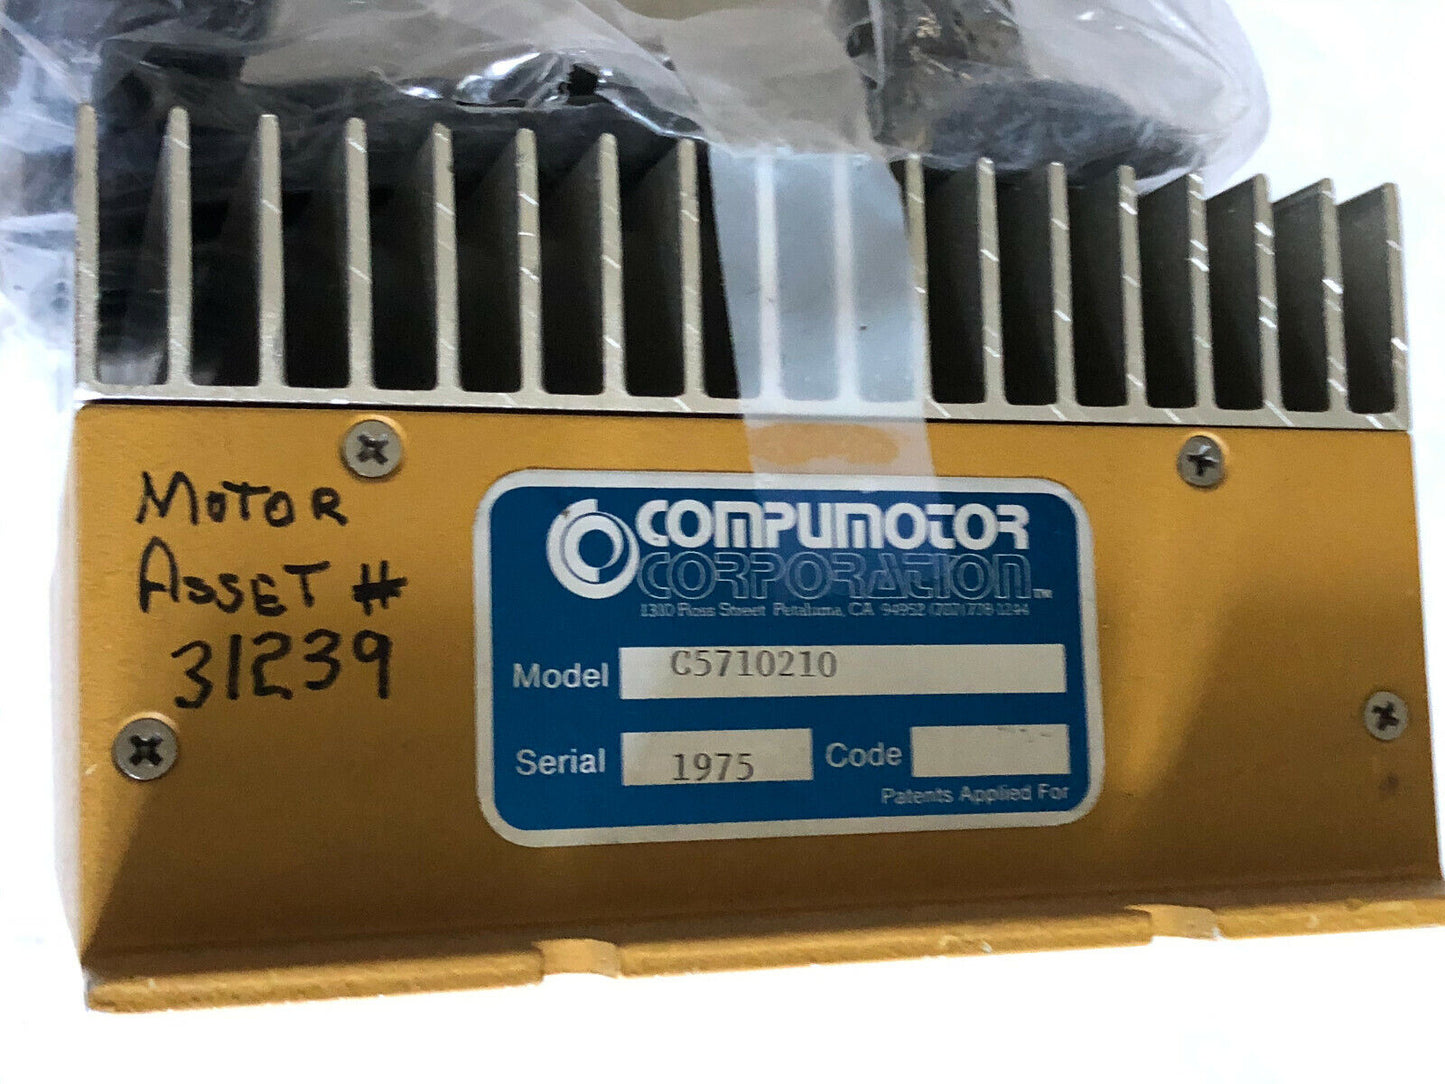 MOTOR
ASSET #
31239
COMPUMOTOR
CORPORATION™
1310 Ross Street Petaluma, CA 94952 (707) 778-1244
Model C5710210
Serial 1975 Code
Patents Applied For